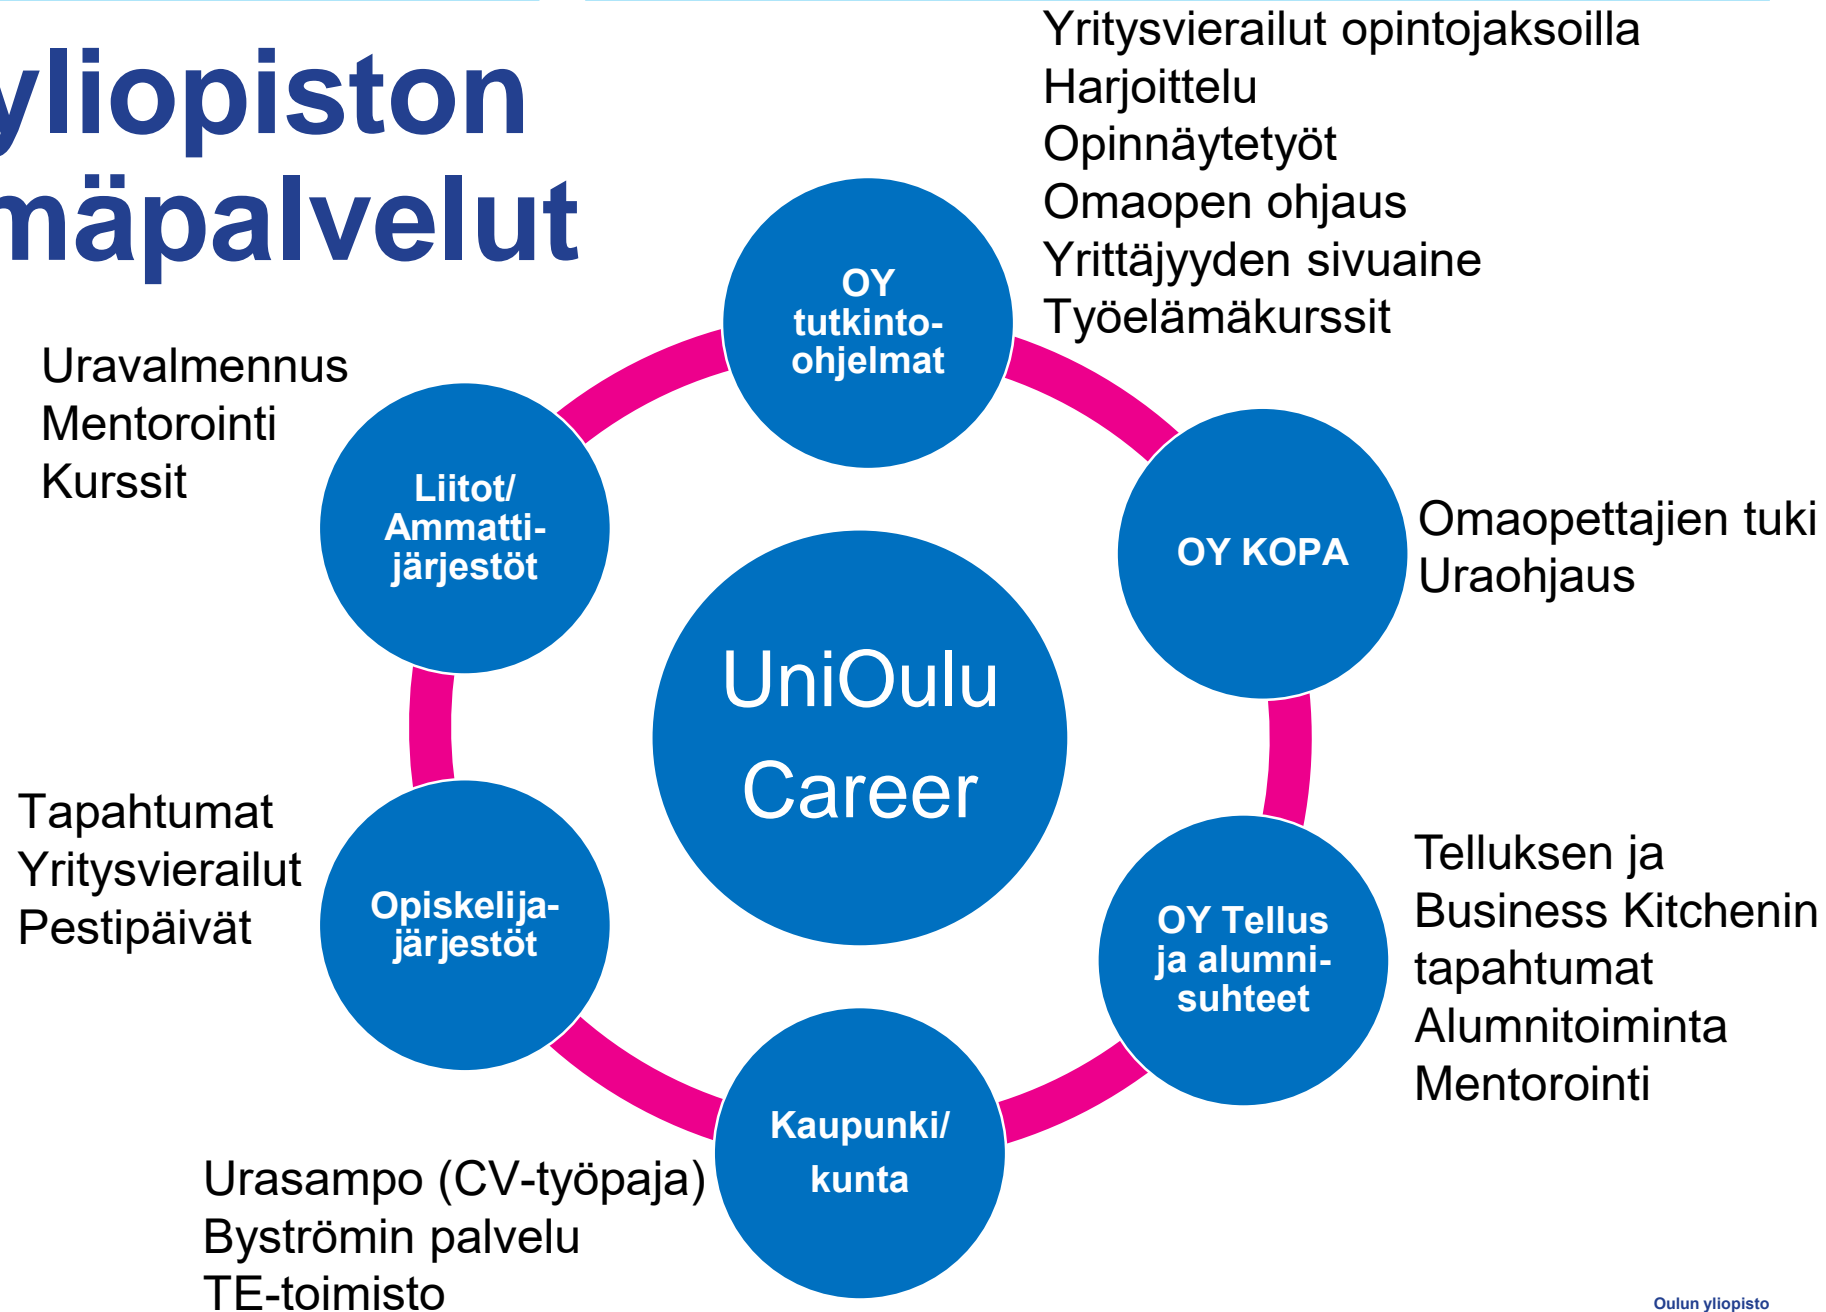 yliopiston
mäpalvelut
Yritysvierailut opintojaksoilla
Harjoittelu
Opinnäytetyöt
Omaopen ohjaus
Yrittäjyyden sivuaine
Työelämäkurssit
OY
tutkinto-
ohjelmat
Uravalmennus
Mentorointi
Kurssit
Liitot/
Ammatti-
järjestöt
OY KOPA
Omaopettajien tuki
Uraohjaus
UniOulu
Career
Tapahtumat
Yritysvierailut
Pestipäivät
Opiskelija-
järjestöt
OY Tellus
ja alumni-
suhteet
Telluksen ja
Business Kitchenin
tapahtumat
Alumnitoiminta
Mentorointi
Kaupunki/
kunta
Urasampo (CV-työpaja)
Byströmin palvelu
TE-toimisto
Oulun yliopisto